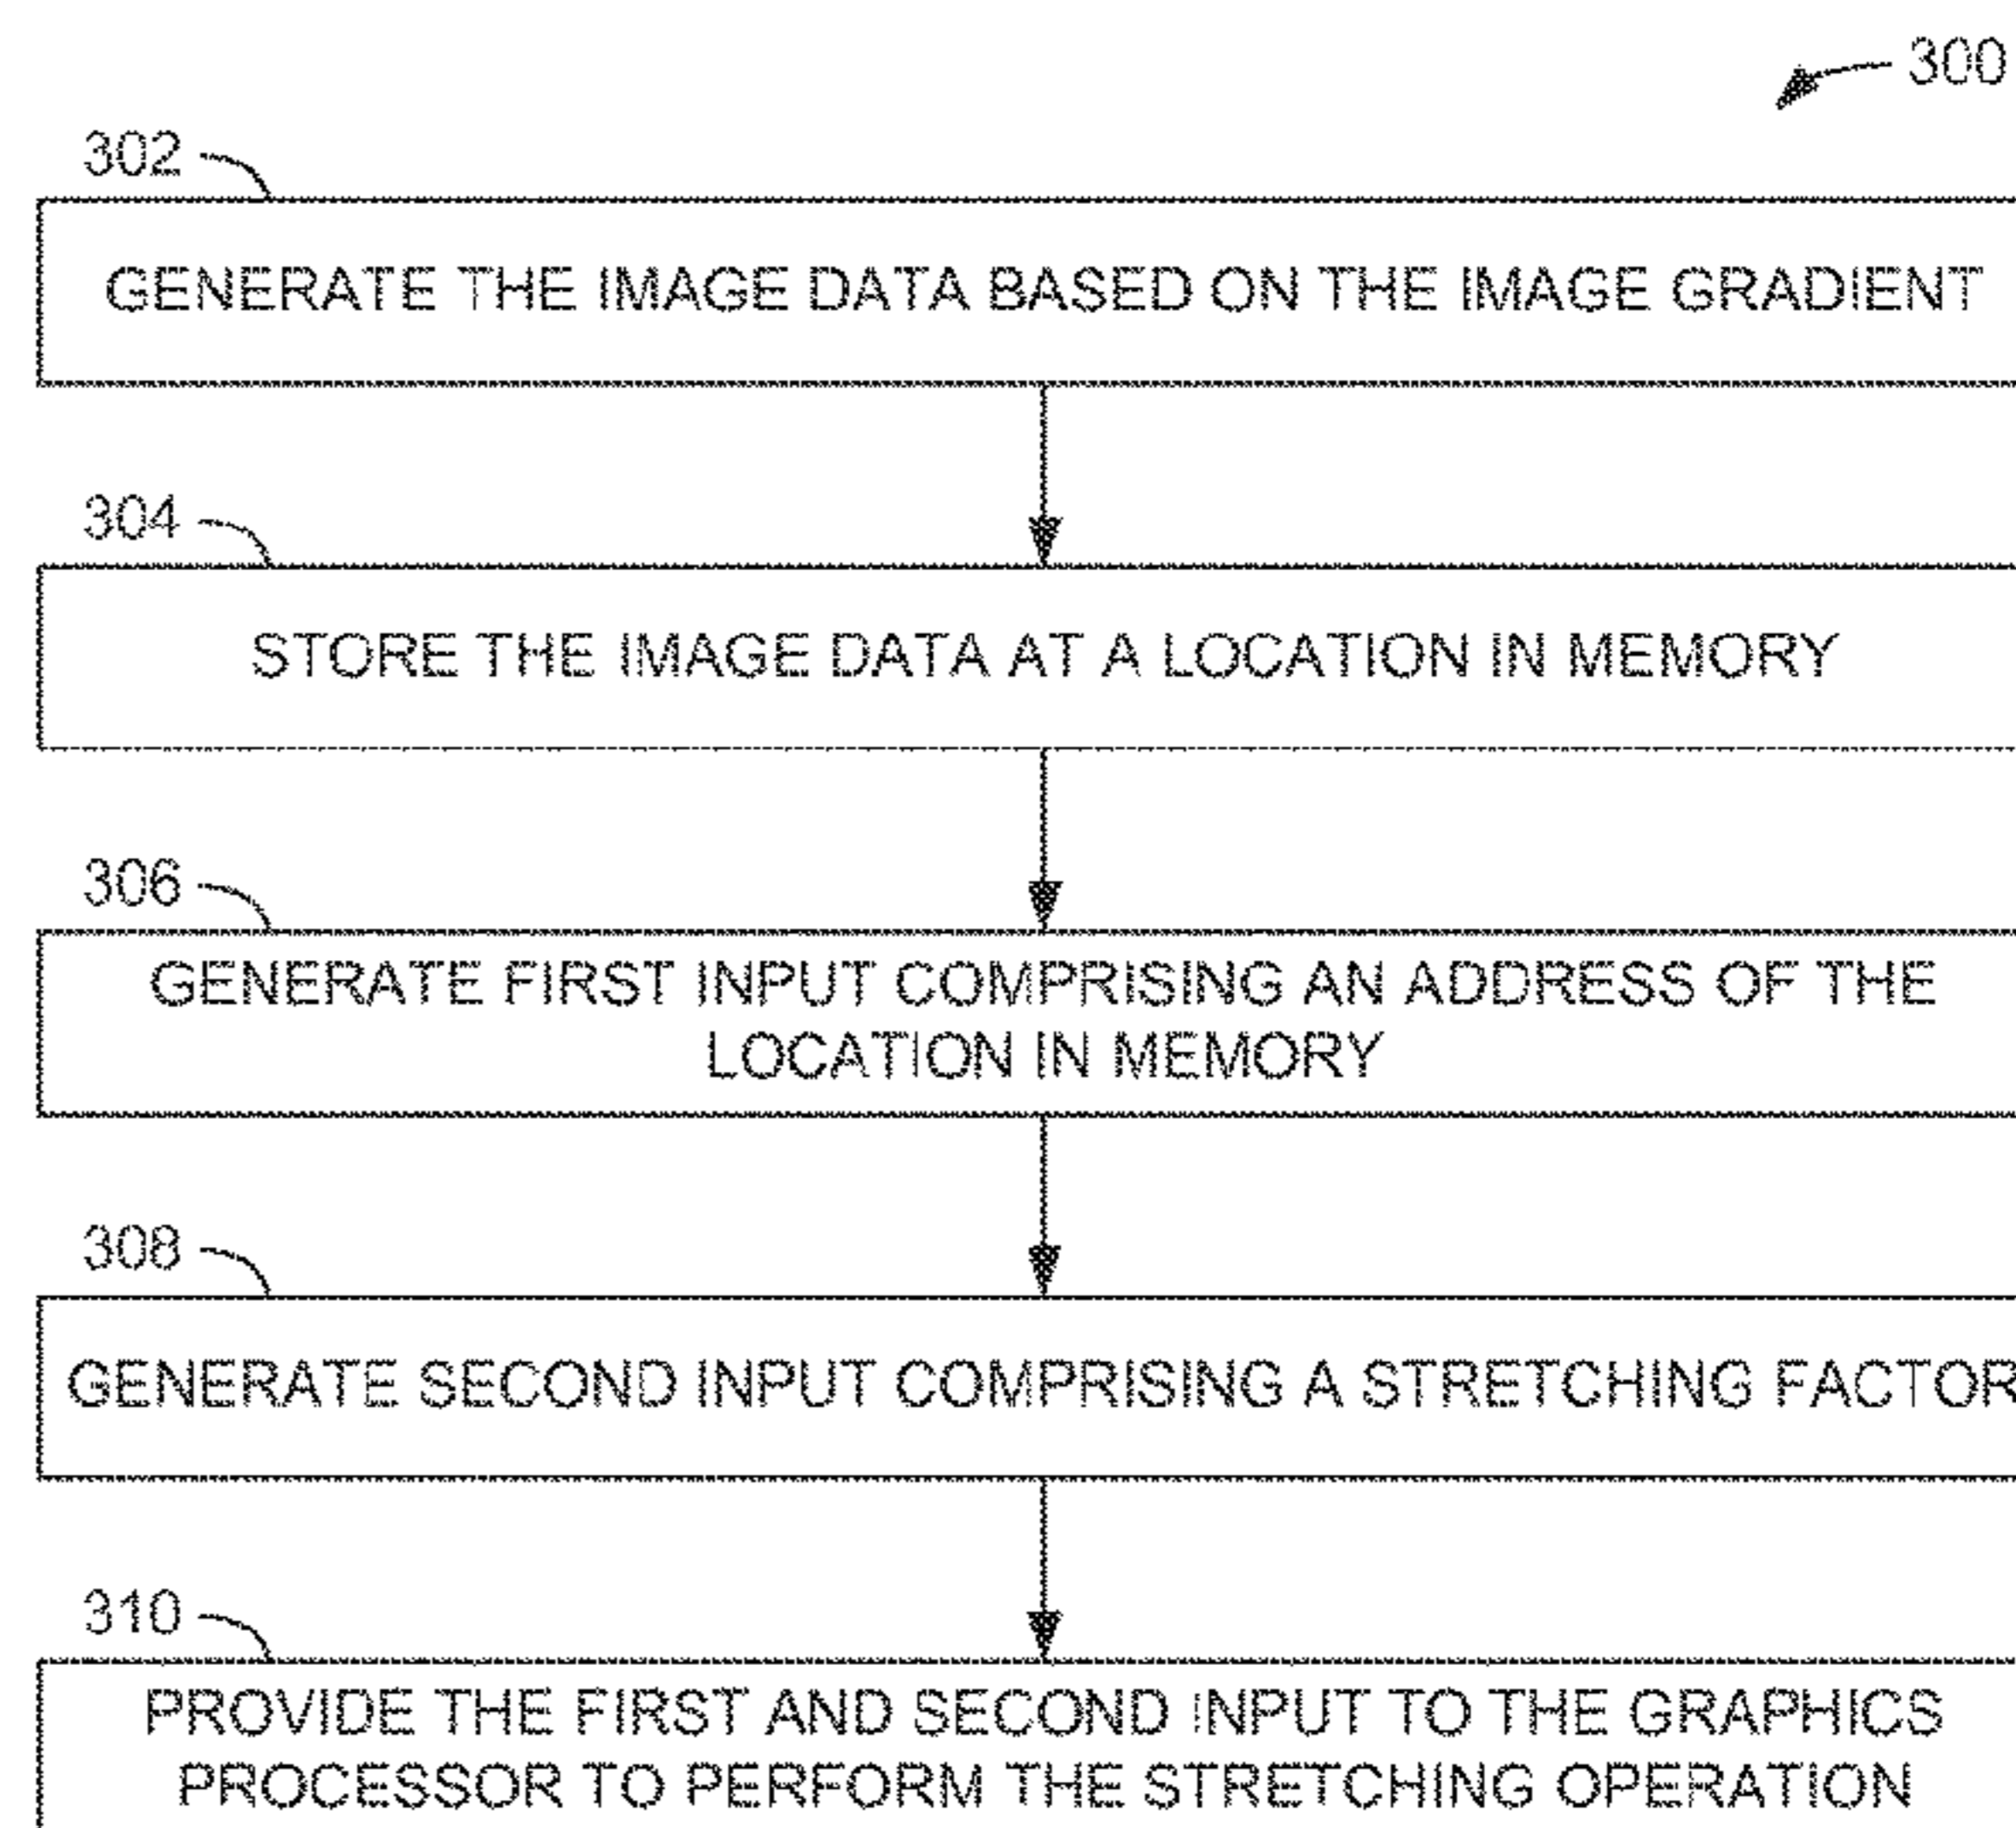 300
302
GENERATE THE IMAGE DATA BASED ON THE IMAGE GRADIENT
304
STORE THE IMAGE DATA AT A LOCATION IN MEMORY
306
GENERATE FIRST INPUT COMPRISING AN ADDRESS OF THE
LOCATION IN MEMORY
308
GENERATE SECOND INPUT COMPRISING A STRETCHING FACTOR
310
PROVIDE THE FIRST AND SECOND INPUT TO THE GRAPHICS
PROCESSOR TO PERFORM THE STRETCHING OPERATION